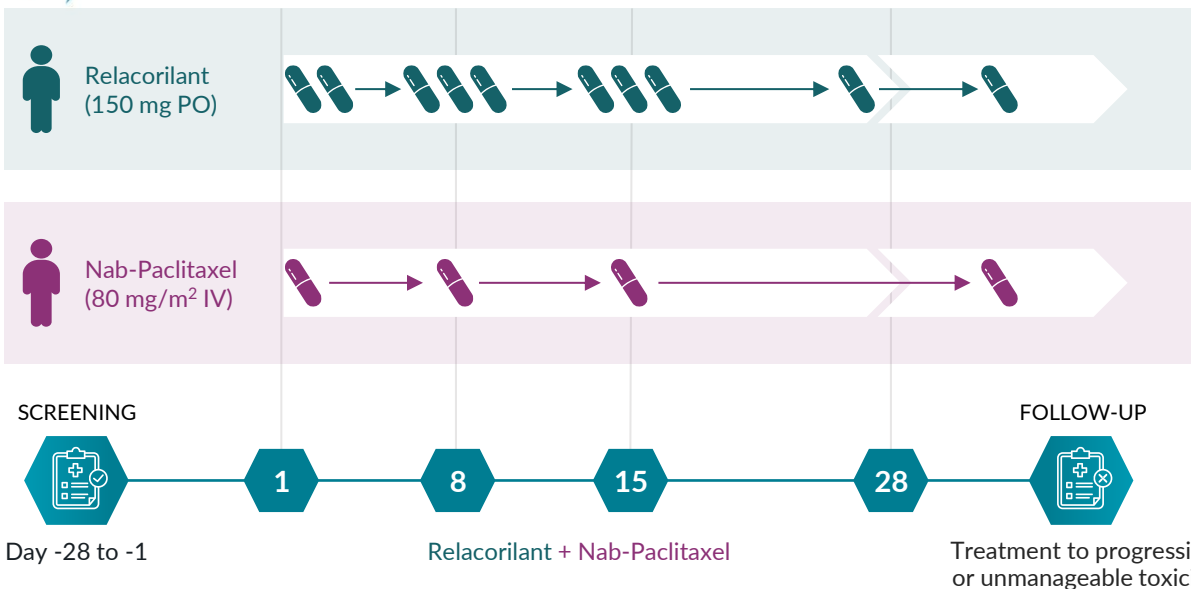 Relacorilant
(150 mg PO)
Nab-Paclitaxel
(80 mg/m² IV)
SCREENING
FOLLOW-UP
1
8
15
28
Day -28 to -1
Relacorilant + Nab-Paclitaxel
Treatment to progressi
or unmanageable toxic